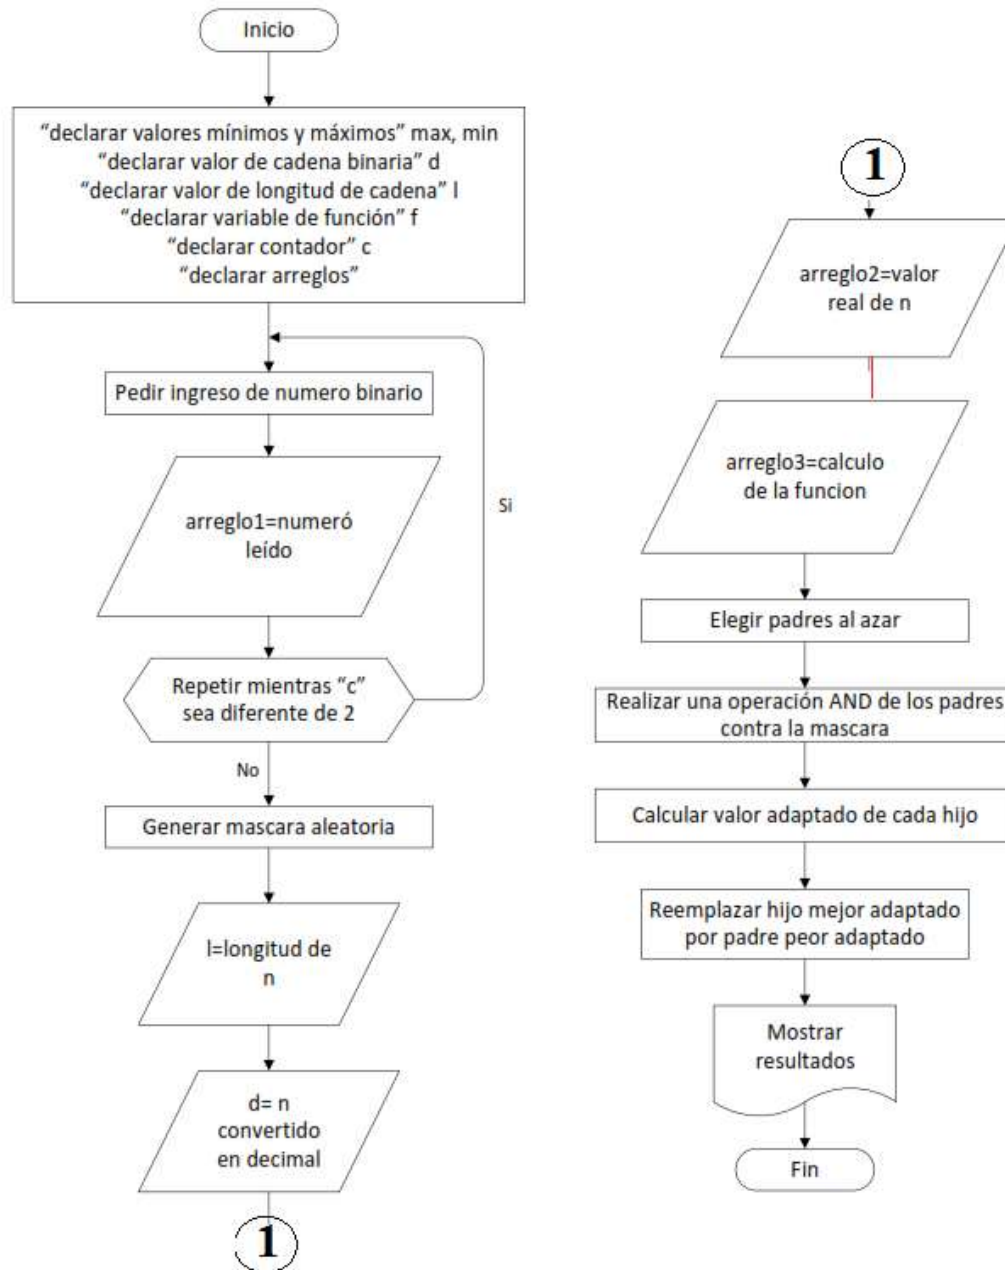 Inicio
“declarar valores mínimos y máximos” max, min
“declarar valor de cadena binaria” d
“declarar valor de longitud de cadena” l
“declarar variable de función” f
“declarar contador” c
“declarar arreglos”
Pedir ingreso de numero binario
arreglo1=numeró
leído
Si
Repetir mientras “c”
sea diferente de 2
No
Generar mascara aleatoria
l=longitud de
n
d= n
convertido
en decimal
1
1
arreglo2=valor
real de n
arreglo3=calculo
de la funcion
Elegir padres al azar
Realizar una operación AND de los padres
contra la mascara
Calcular valor adaptado de cada hijo
Reemplazar hijo mejor adaptado
por padre peor adaptado
Mostrar
resultados
Fin